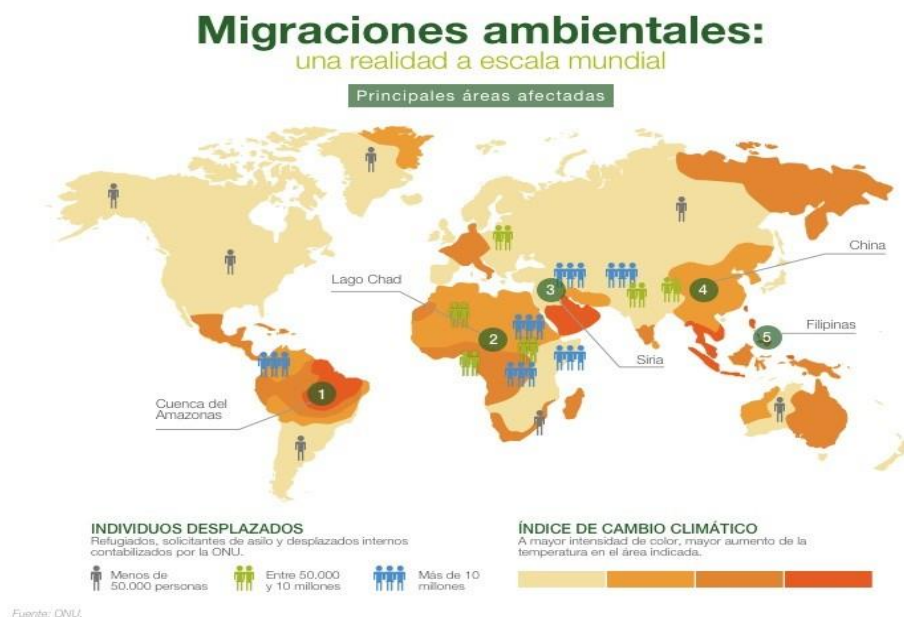 Migraciones ambientales:
una realidad a escala mundial
Principales áreas afectadas
China
Lago Chad
3
4
Filipinas
2
5
Siria
Cuenca del
Amazonas
1
INDIVIDUOS DESPLAZADOS
Refugiados, solicitantes de asilo y desplazados internos
contabilizados por la ONU.
Menos de
50.000 personas
Entre 50.000
y 10 millones
Más de 10
millones
ÍNDICE DE CAMBIO CLIMÁTICO
A mayor intensidad de color, mayor aumento de la
temperatura en el área indicada.
Fuente: ONU.